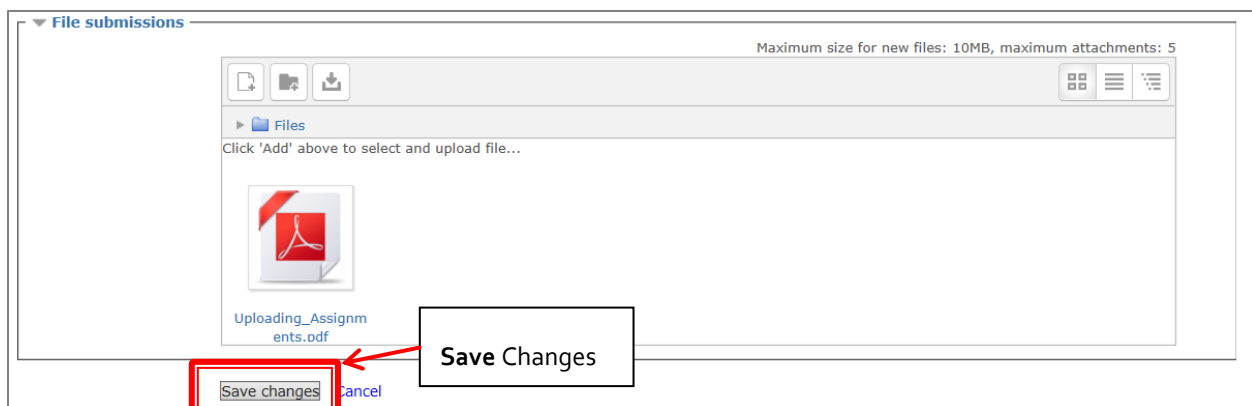 File submissions
Maximum size for new files: 10MB, maximum attachments: 5
Files
Click 'Add' above to select and upload file...
Uploading_Assignm
ents.pdf
Save Changes
Save changes Cancel